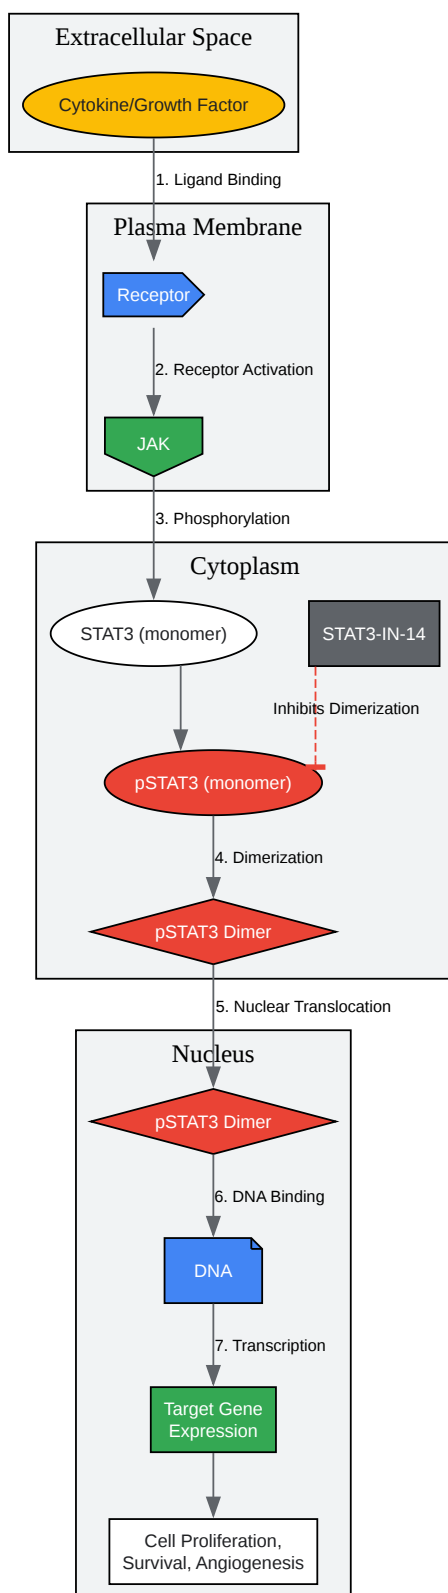 Extracellular Space
Cytokine/Growth Factor
1. Ligand Binding
Plasma Membrane
Receptor
2. Receptor Activation
JAK
3. Phosphorylation
Cytoplasm
STAT3 (monomer)
STAT3-IN-14
Inhibits Dimerization
pSTAT3 (monomer)
4. Dimerization
pSTAT3 Dimer
5. Nuclear Translocation
Nucleus
pSTAT3 Dimer
6. DNA Binding
DNA
7. Transcription
Target Gene
Expression
Cell Proliferation,
Survival, Angiogenesis